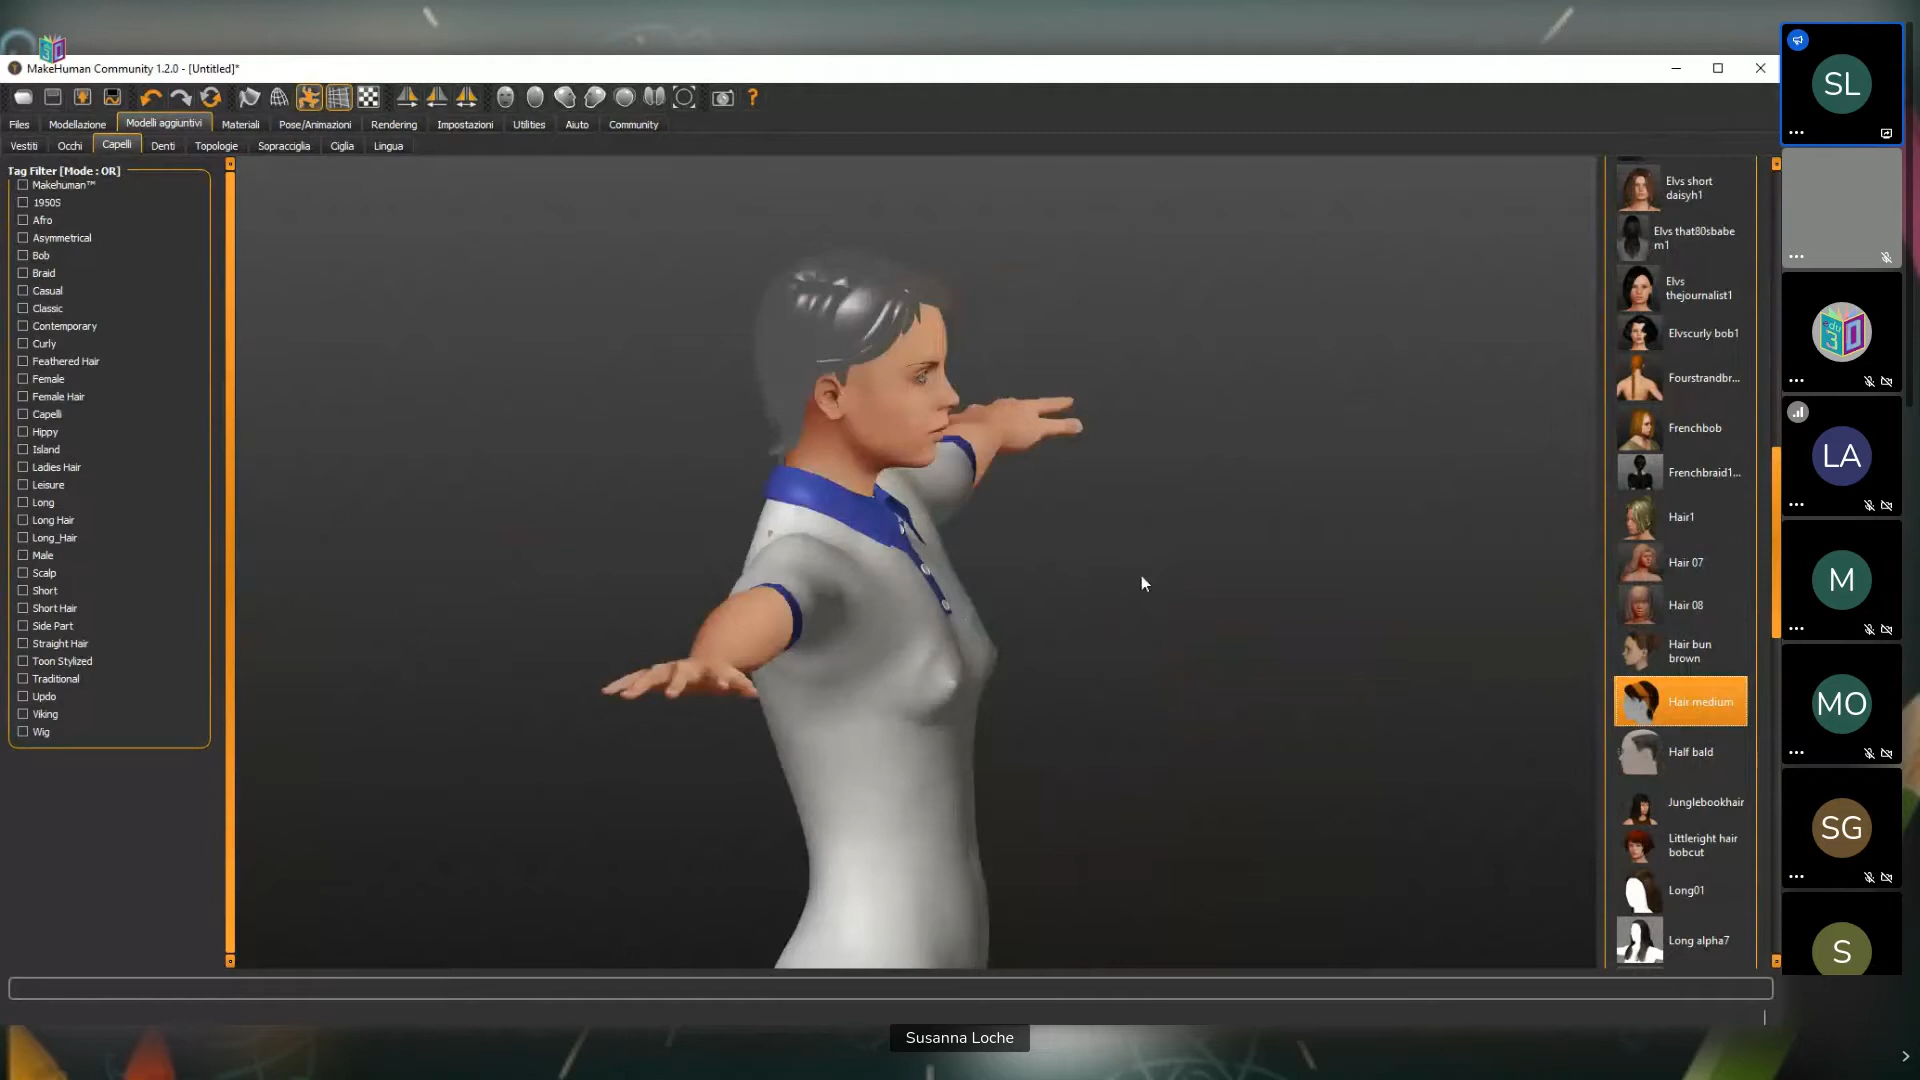 MakeHuman Community 1.2.0 - [Untitled]*
Files Modellazione Modelli aggiuntivi Materiali Pose/Animazioni Rendering Impostazioni Utilities Aiuto Community
Vestiti Occhi Capelli Denti Topologie Sopracciglia Ciglia Lingua
Tag Filter [Mode : OR]
Makehuman™
1950S
Afro
Asymmetrical
Bob
Braid
Casual
Classic
Contemporary
Curly
Feathered Hair
Female
Female Hair
Capelli
Hippy
Island
Ladies Hair
Leisure
Long
Long Hair
Long_Hair
Male
Scalp
Short
Short Hair
Side Part
Straight Hair
Toon Stylized
Traditional
Updo
Viking
Wig
Elvs short
daisyh1
Elvs that80sbabe
m1
Elvs
thejournalist1
Elvscurly bob1
Fourstrandbr...
Frenchbob
Frenchbraid1...
Hair1
Hair 07
Hair 08
Hair bun
brown
Hair medium
Half bald
Junglebookhair
Littleright hair
bobcut
Long01
Long alpha7
SL
edu
3D
LA
M
MO
SG
S
Susanna Loche